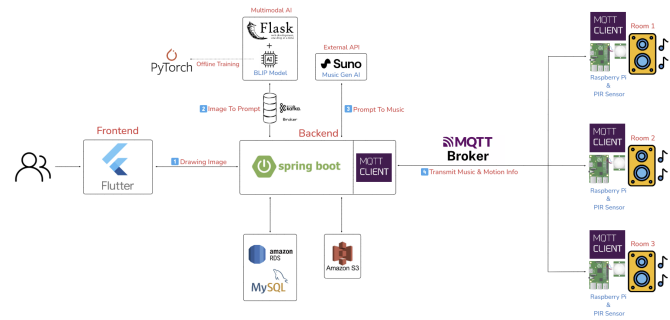 Multimodal AI
Flask
+
AI
BLIP Model
PyTorch
Offline Training
External API
Suno
Music Gen AI
2 Image To Prompt
kafka
Broker
3 Prompt To Music
Frontend
Flutter
1 Drawing Image
Backend
spring boot
MQTT
CLIENT
MQTT
Broker
Transmit Music & Motion Info
amazon
RDS
MySQL
Amazon S3
Room 1
MQTT
CLIENT
Raspberry Pi
&
PIR Sensor
Room 2
MQTT
CLIENT
Raspberry Pi
&
PIR Sensor
Room 3
MQTT
CLIENT
Raspberry Pi
&
PIR Sensor